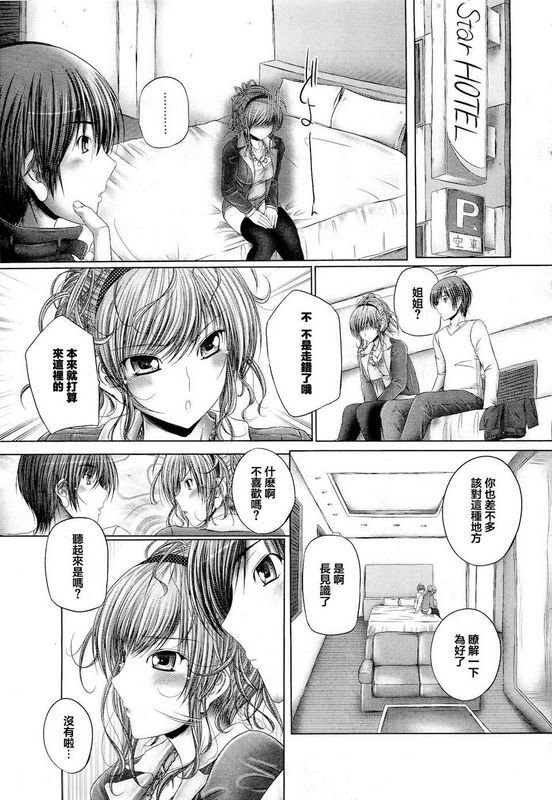 Star HOTEL
P
空車
………
姐姐？
不 不是走錯了哦
本來就打算
來這裡的
你也差不多
該對這種地方
瞭解一下
為好了
是啊
長見識了
什麼啊
不喜歡嗎？
聽起來是嗎？
沒有啦…